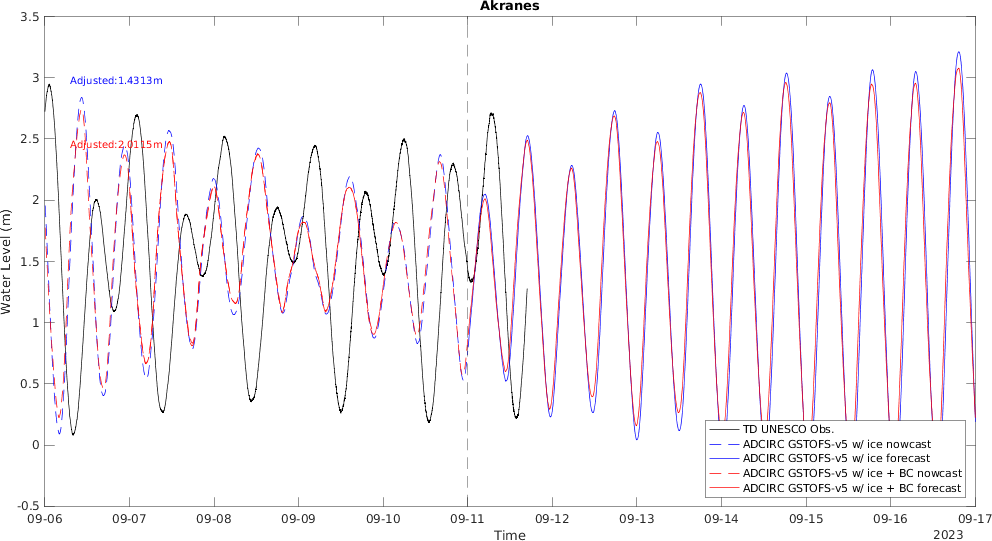 Akranes
3.5
3
2.5
2
1.5
1
0.5
0
-0.5
Water Level (m)
Adjusted:1.4313m
Adjusted:2.0115m
TD UNESCO Obs.
ADCIRC GSTOFS-v5 w/ ice nowcast
ADCIRC GSTOFS-v5 w/ ice forecast
ADCIRC GSTOFS-v5 w/ ice + BC nowcast
ADCIRC GSTOFS-v5 w/ ice + BC forecast
09-06 09-07 09-08 09-09 09-10 09-11 09-12 09-13 09-14 09-15 09-16 09-17
Time
2023